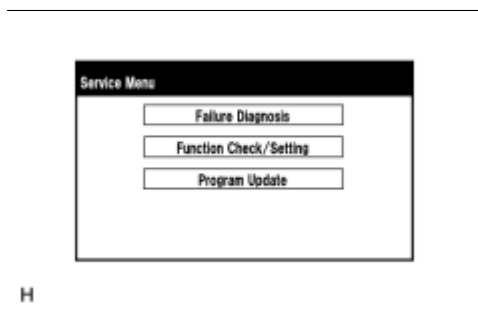 Service Menu
Failure Diagnosis
Function Check/Setting
Program Update
H